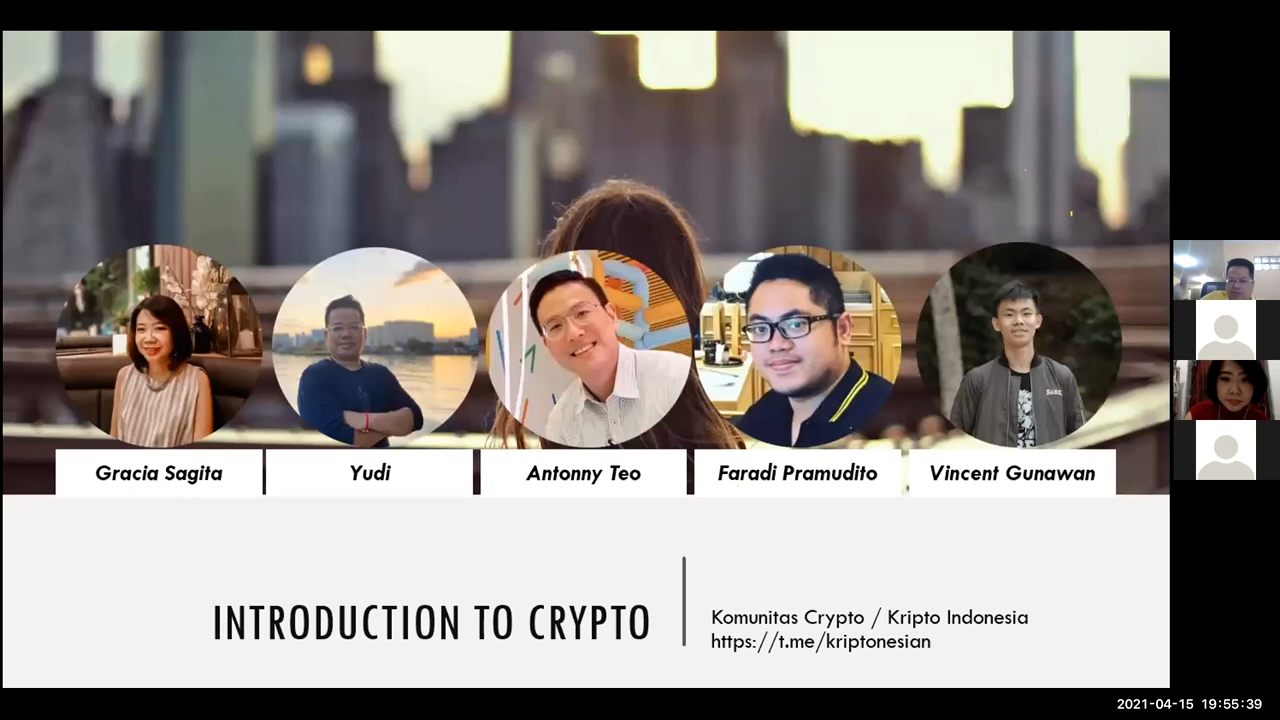 Gracia Sagita
Yudi
Antonny Teo
Faradi Pramudito
Vincent Gunawan
INTRODUCTION TO CRYPTO
Komunitas Crypto / Kripto Indonesia
https://t.me/kriptonesian
2021-04-15 19:55:39